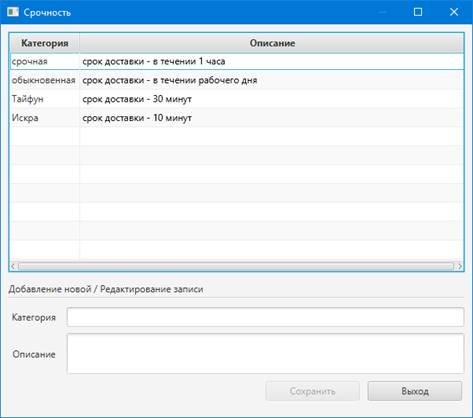 Срочность
Категория Описание
срочная срок доставки - в течении 1 часа
обыкновенная срок доставки - в течении рабочего дня
Тайфун срок доставки - 30 минут
Искра срок доставки - 10 минут
Добавление новой / Редактирование записи
Категория
Описание
Сохранить Выход